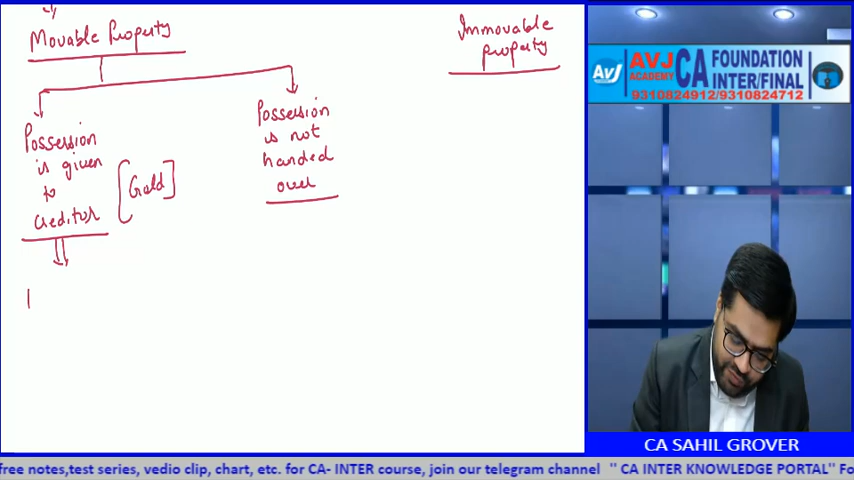 Movable Property
Immovable
property
Possession
is given
to
creditor
[Gold]
Possession
is not
handed
over
AVJ
AVJ
ACADEMY
CA
FOUNDATION
INTER/FINAL
9310824912/9310824712
CA SAHIL GROVER
free notes,test series, vedio clip, chart, etc. for CA- INTER course, join our telegram channel " CA INTER KNOWLEDGE PORTAL" Fo